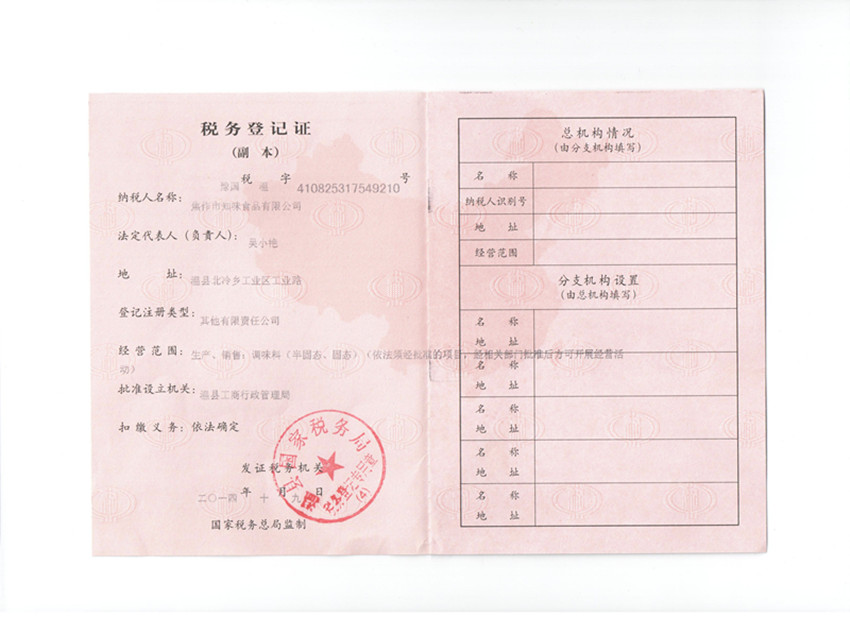 税务登记证
(副 本)
豫国 税 温 字 410825317549210 号
纳税人名称: 焦作市知味食品有限公司
法定代表人(负责人): 吴小艳
地 址: 温县北冷乡工业区工业路
登记注册类型: 其他有限责任公司
经营范围: 生产、销售:调味料(半固态、固态)(依法须经批准的项目,经相关部门批准后方可开展经营活
动)
批准设立机关: 温县工商行政管理局
扣缴义务: 依法确定
发证税务机关
二〇一四 年 十 月 九 日
国家税务总局监制
国家税务局
(4)
总机构情况
(由分支机构填写)
名 称
纳税人识别号
地 址
经营范围
分支机构设置
(由总机构填写)
名 称
地 址
名 称
地 址
名 称
地 址
名 称
地 址
名 称
地 址